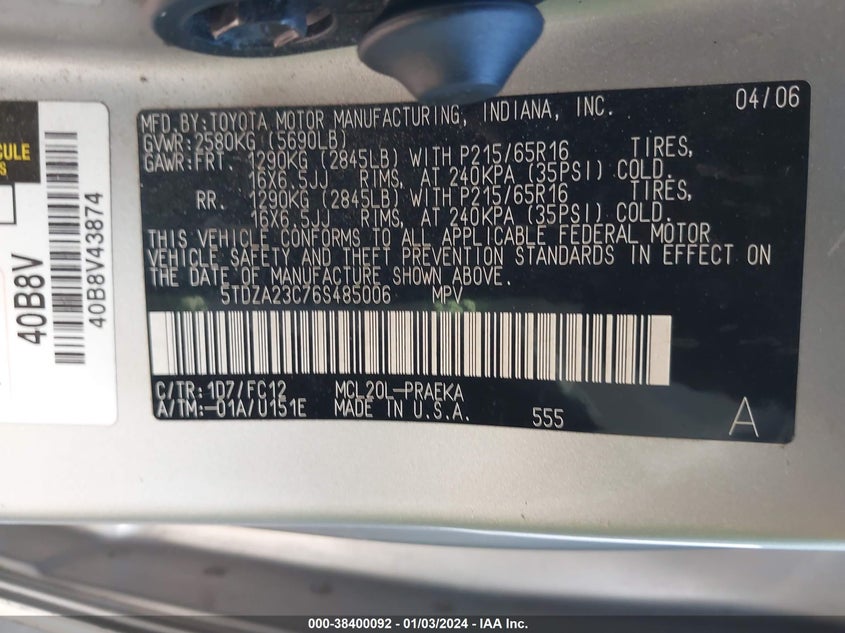 MFD.BY:TOYOTA MOTOR MANUFACTURING, INDIANA, INC. 04/06
GVWR:2580KG (5690LB)
GAWR:FRT. 1290KG (2845LB) WITH P215/65R16 TIRES,
16X6.5JJ RIMS, AT 240KPA (35PSI) COLD.
RR. 1290KG (2845LB) WITH P215/65R16 TIRES,
16X6.5JJ RIMS, AT 240KPA (35PSI) COLD.
THIS VEHICLE CONFORMS TO ALL APPLICABLE FEDERAL MOTOR
VEHICLE SAFETY AND THEFT PREVENTION STANDARDS IN EFFECT ON
THE DATE OF MANUFACTURE SHOWN ABOVE.
5TDZA23C76S485006 MPV
C/TR:1D7/FC12 MCL20L-PRAEKA
A/TM:-01A/U151E MADE IN U.S.A. 555 A
40B8V
40B8V43874
000-38400092 - 01/03/2024 - IAA Inc.